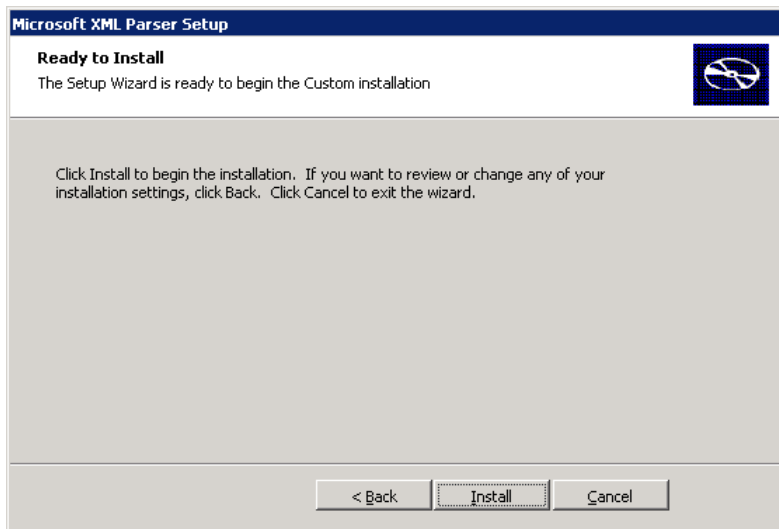 Microsoft XML Parser Setup
Ready to Install
The Setup Wizard is ready to begin the Custom installation
Click Install to begin the installation.  If you want to review or change any of your
installation settings, click Back.  Click Cancel to exit the wizard.
< Back  Install  Cancel